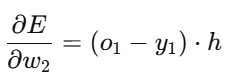 ∂E/∂w₂ = (o₁ − y₁) · h